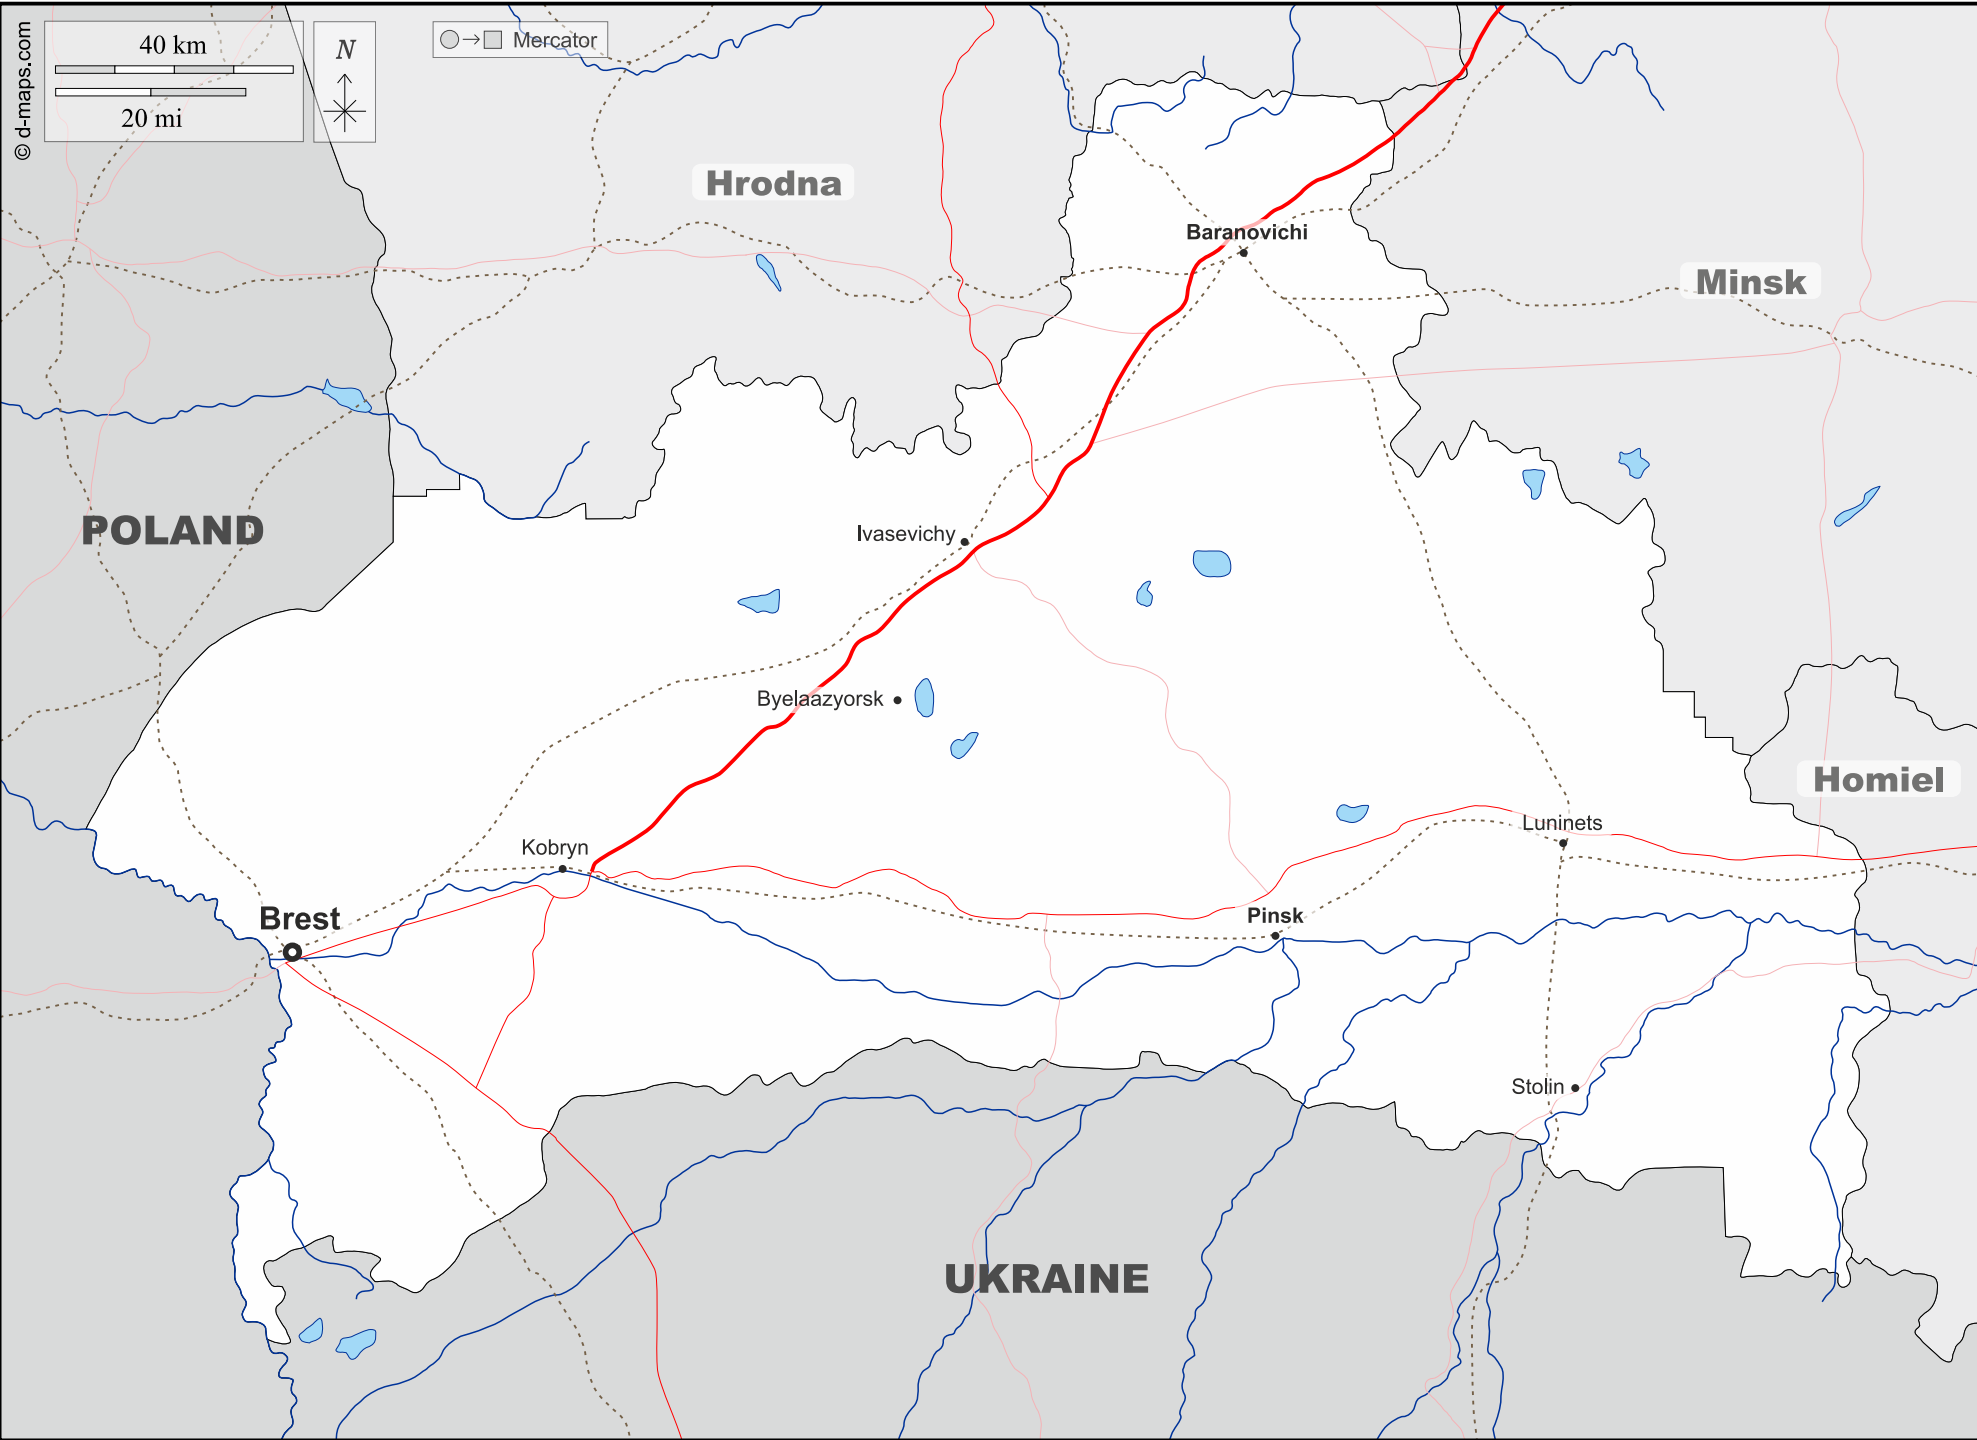 © d-maps.com
40 km
20 mi
N
Mercator
Hrodna
Baranovichi
Minsk
POLAND
Ivasevichy
Byelaazyorsk
Homiel
Luninets
Kobryn
Brest
Pinsk
Stolin
UKRAINE